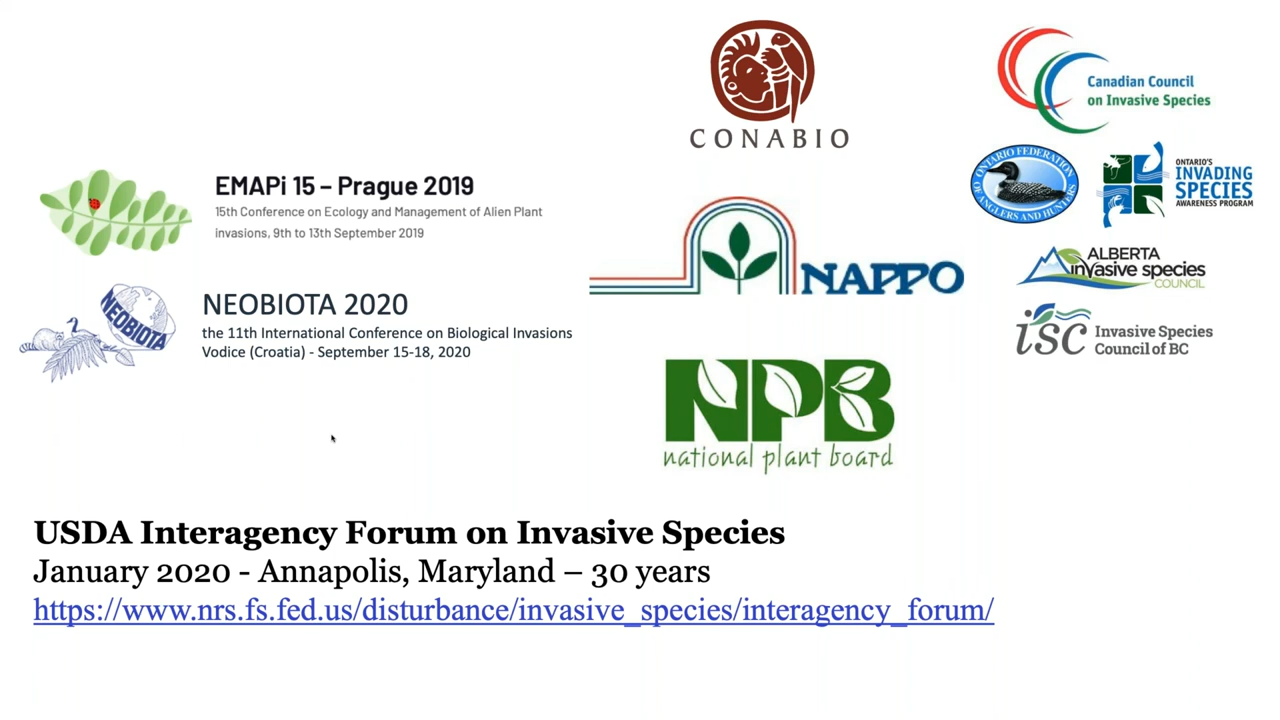 CONABIO
Canadian Council
on Invasive Species
ONTARIO FEDERATION
OF ANGLERS AND HUNTERS
ONTARIO'S
INVADING
SPECIES
AWARENESS PROGRAM
EMAPi 15 – Prague 2019
15th Conference on Ecology and Management of Alien Plant
invasions, 9th to 13th September 2019
NAPPO
ALBERTA
invasive species
COUNCIL
NEOBIOTA
NEOBIOTA 2020
the 11th International Conference on Biological Invasions
Vodice (Croatia) - September 15-18, 2020
isc
Invasive Species
Council of BC
NPB
national plant board
USDA Interagency Forum on Invasive Species
January 2020 - Annapolis, Maryland – 30 years
https://www.nrs.fs.fed.us/disturbance/invasive_species/interagency_forum/